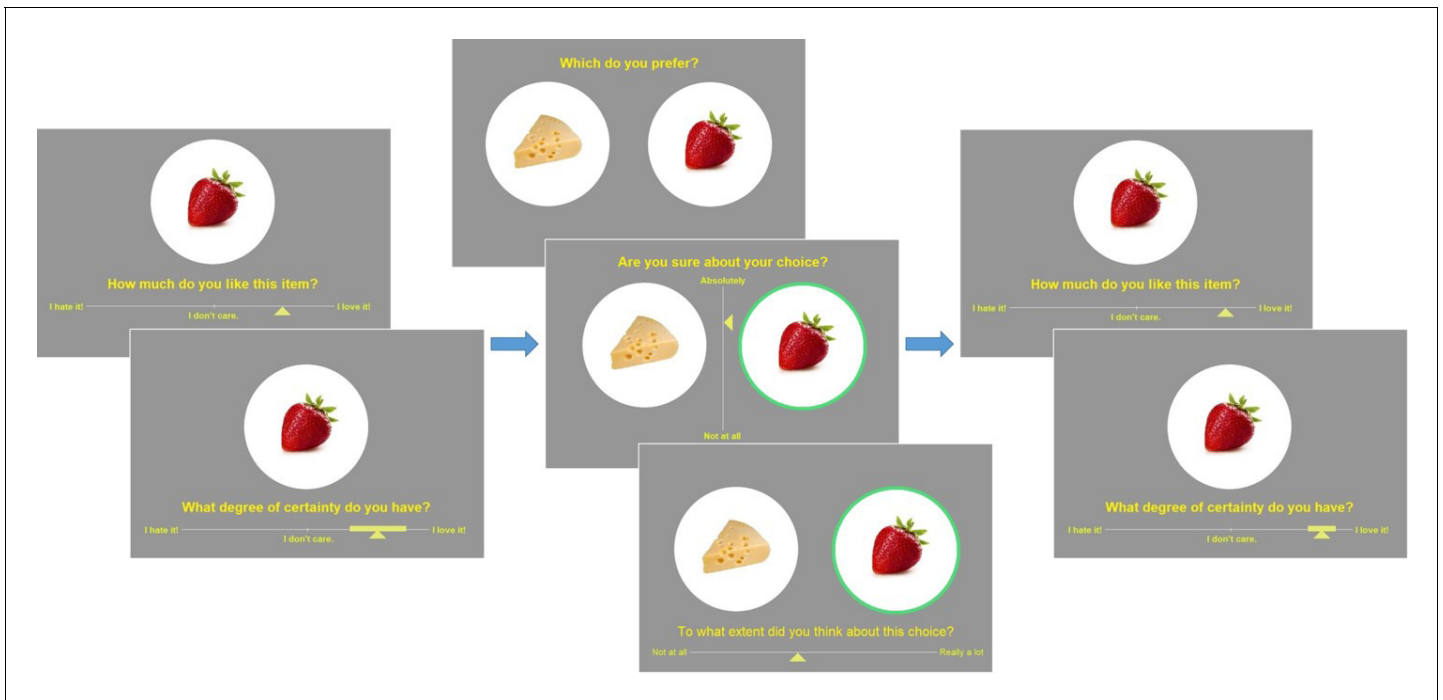 How much do you like this item?
I hate it! I love it!
I don't care.
What degree of certainty do you have?
I hate it! I love it!
I don't care.
Which do you prefer?
Are you sure about your choice?
Absolutely
Not at all
To what extent did you think about this choice?
Not at all Really a lot
How much do you like this item?
I hate it! I love it!
I don't care.
What degree of certainty do you have?
I hate it! I love it!
I don't care.